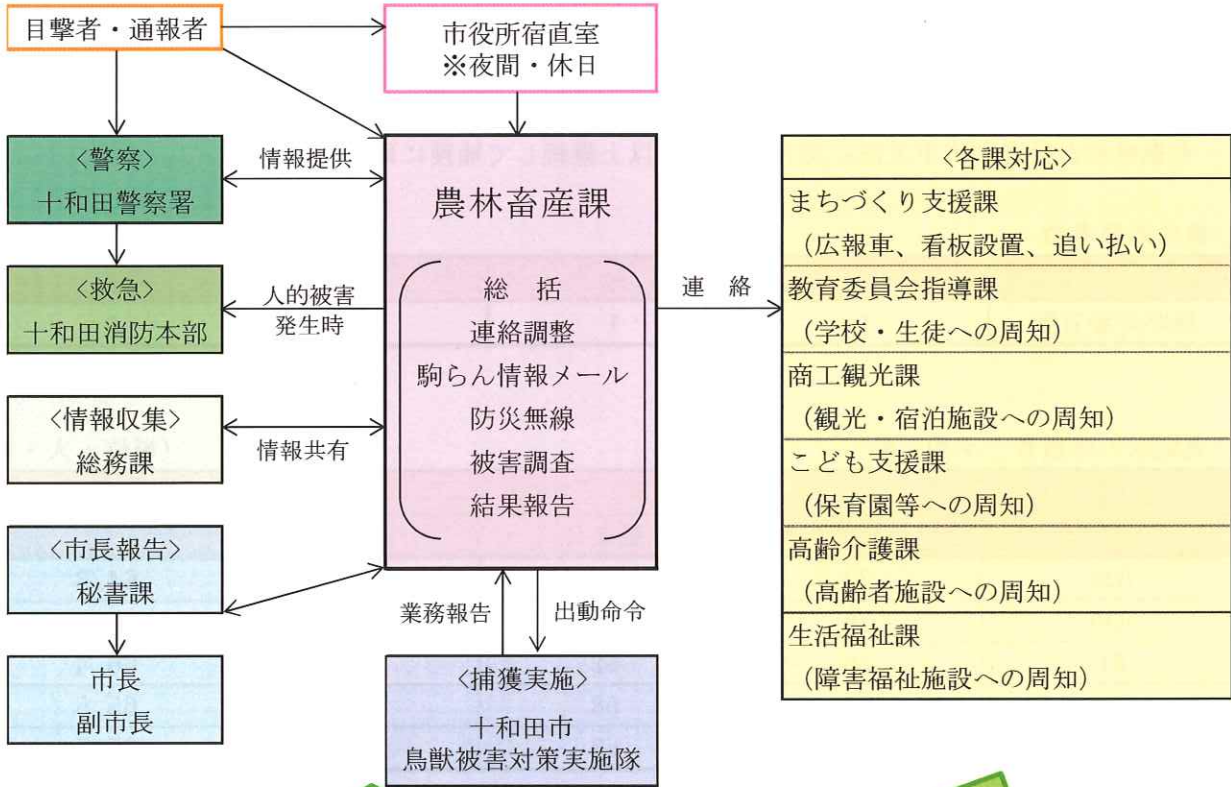 目撃者・通報者
市役所宿直室
※夜間・休日
〈警察〉
十和田警察署
情報提供
農林畜産課
総　括
連絡調整
駒らん情報メール
防災無線
被害調査
結果報告
〈救急〉
十和田消防本部
人的被害
発生時
〈情報収集〉
総務課
情報共有
〈市長報告〉
秘書課
市長
副市長
業務報告
出動命令
〈捕獲実施〉
十和田市
鳥獣被害対策実施隊
連　絡
〈各課対応〉
まちづくり支援課
（広報車、看板設置、追い払い）
教育委員会指導課
（学校・生徒への周知）
商工観光課
（観光・宿泊施設への周知）
こども支援課
（保育園等への周知）
高齢介護課
（高齢者施設への周知）
生活福祉課
（障害福祉施設への周知）